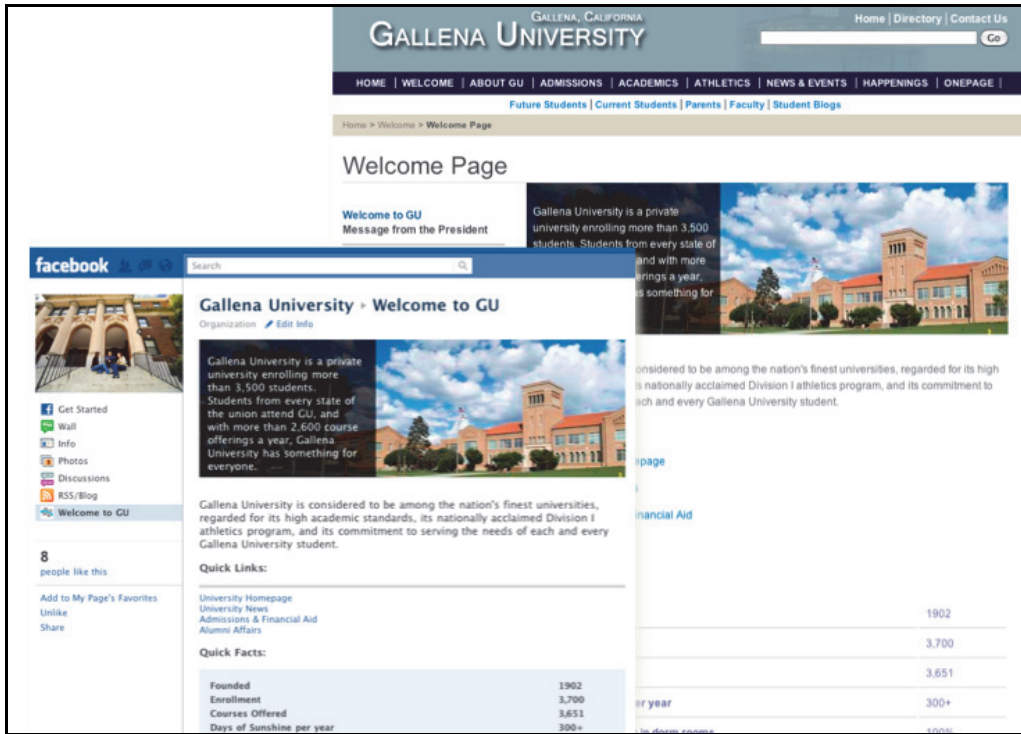 GALLENA, CALIFORNIA
GALLENA UNIVERSITY
Home | Directory | Contact Us
Go
HOME | WELCOME | ABOUT GU | ADMISSIONS | ACADEMICS | ATHLETICS | NEWS & EVENTS | HAPPENINGS | ONEPAGE |
Future Students | Current Students | Parents | Faculty | Student Blogs
Home > Welcome > Welcome Page
Welcome Page
Welcome to GU
Message from the President
Gallena University is a private
university enrolling more than 3,500
students. Students from every state of
and with more
erings a year,
s something for
onsidered to be among the nation's finest universities, regarded for its high
s nationally acclaimed Division I athletics program, and its commitment to
ach and every Gallena University student.
page
inancial Aid
1902
3,700
3,651
er year 300+
in dorm rooms 100%
facebook
Search
Gallena University ▸ Welcome to GU
Organization Edit Info
Gallena University is a private
university enrolling more
than 3,500 students.
Students from every state of
the union attend GU, and
with more than 2,600 course
offerings a year, Gallena
University has something for
everyone.
Get Started
Wall
Info
Photos
Discussions
RSS/Blog
Welcome to GU
8
people like this
Add to My Page's Favorites
Unlike
Share
Gallena University is considered to be among the nation's finest universities,
regarded for its high academic standards, its nationally acclaimed Division I
athletics program, and its commitment to serving the needs of each and every
Gallena University student.
Quick Links:
University Homepage
University News
Admissions & Financial Aid
Alumni Affairs
Quick Facts:
Founded 1902
Enrollment 3,700
Courses Offered 3,651
Days of Sunshine per year 300+